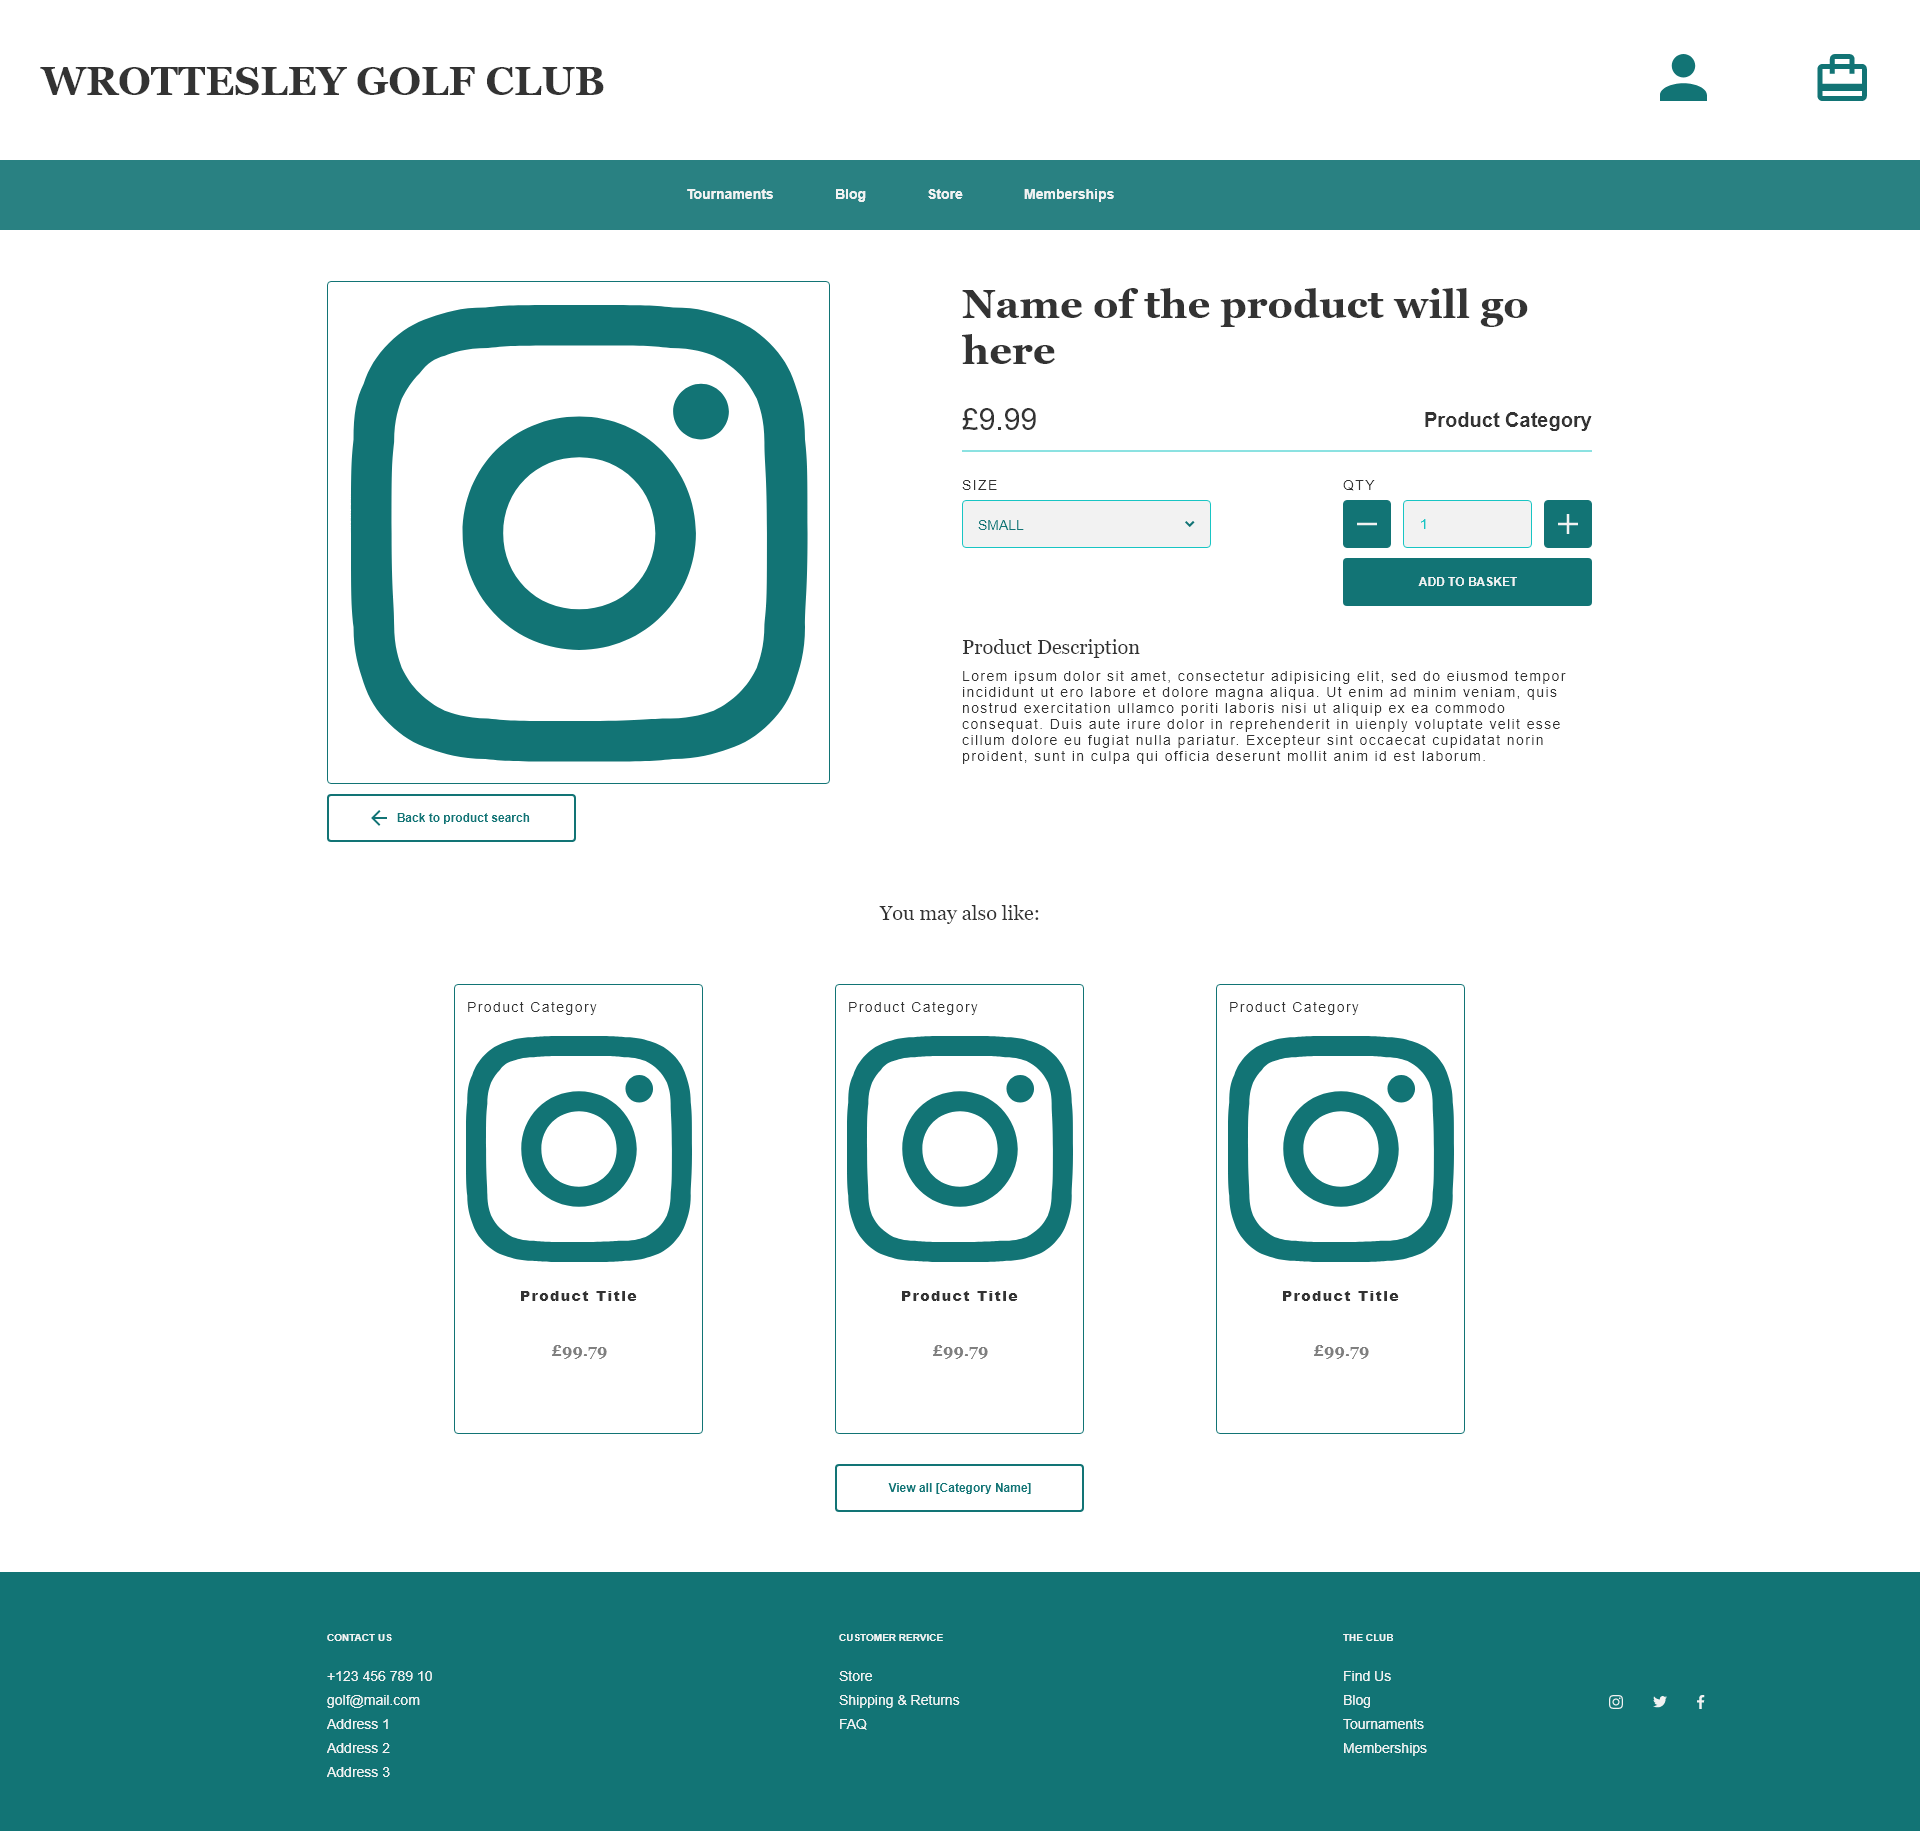 WROTTESLEY GOLF CLUB
Tournaments Blog Store Memberships
Name of the product will go
here
£9.99 Product Category
SIZE QTY
SMALL 1
ADD TO BASKET
Product Description
Lorem ipsum dolor sit amet, consectetur adipisicing elit, sed do eiusmod tempor
incididunt ut ero labore et dolore magna aliqua. Ut enim ad minim veniam, quis
nostrud exercitation ullamco poriti laboris nisi ut aliquip ex ea commodo
consequat. Duis aute irure dolor in reprehenderit in uienply voluptate velit esse
cillum dolore eu fugiat nulla pariatur. Excepteur sint occaecat cupidatat norin
proident, sunt in culpa qui officia deserunt mollit anim id est laborum.
Back to product search
You may also like:
Product Category Product Category Product Category
Product Title Product Title Product Title
£99.79 £99.79 £99.79
View all [Category Name]
CONTACT US
+123 456 789 10
golf@mail.com
Address 1
Address 2
Address 3
CUSTOMER RERVICE
Store
Shipping & Returns
FAQ
THE CLUB
Find Us
Blog
Tournaments
Memberships